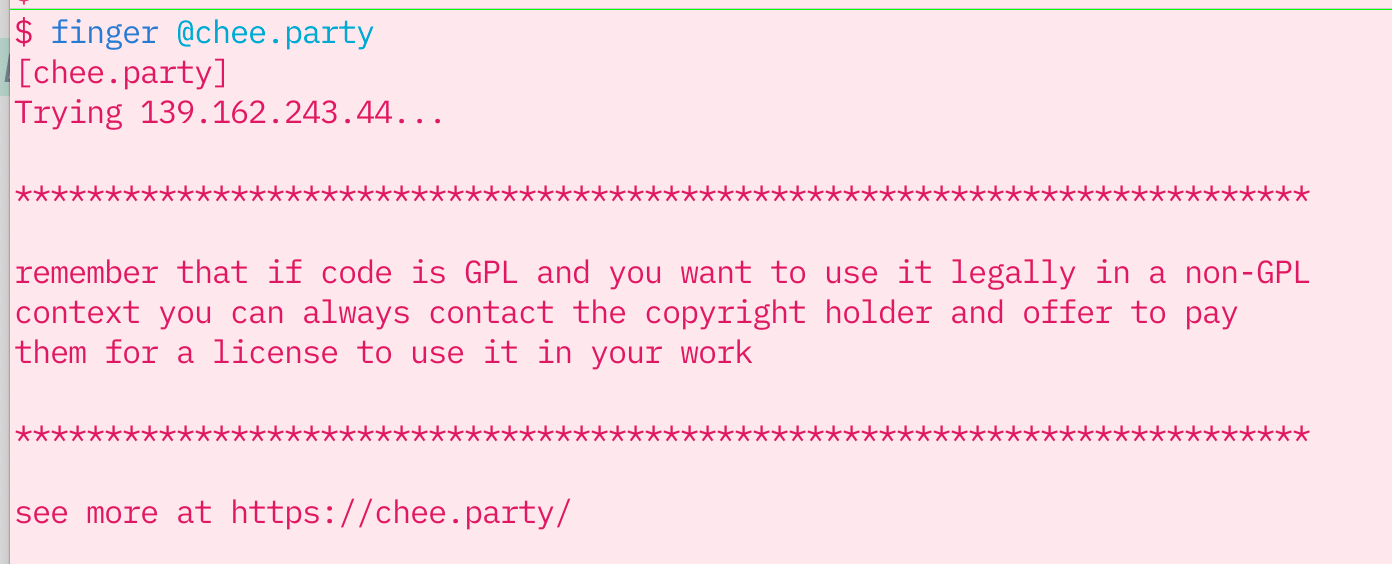 $ finger @chee.party
[chee.party]
Trying 139.162.243.44...
************************************************************************
remember that if code is GPL and you want to use it legally in a non-GPL
context you can always contact the copyright holder and offer to pay
them for a license to use it in your work
************************************************************************
see more at https://chee.party/